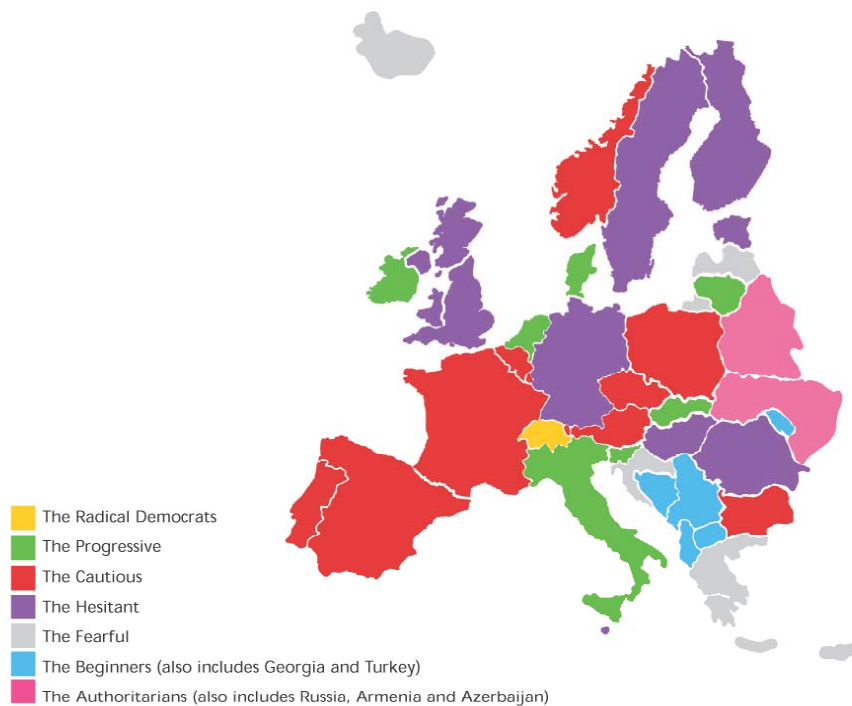 The Radical Democrats
The Progressive
The Cautious
The Hesitant
The Fearful
The Beginners (also includes Georgia and Turkey)
The Authoritarians (also includes Russia, Armenia and Azerbaijan)